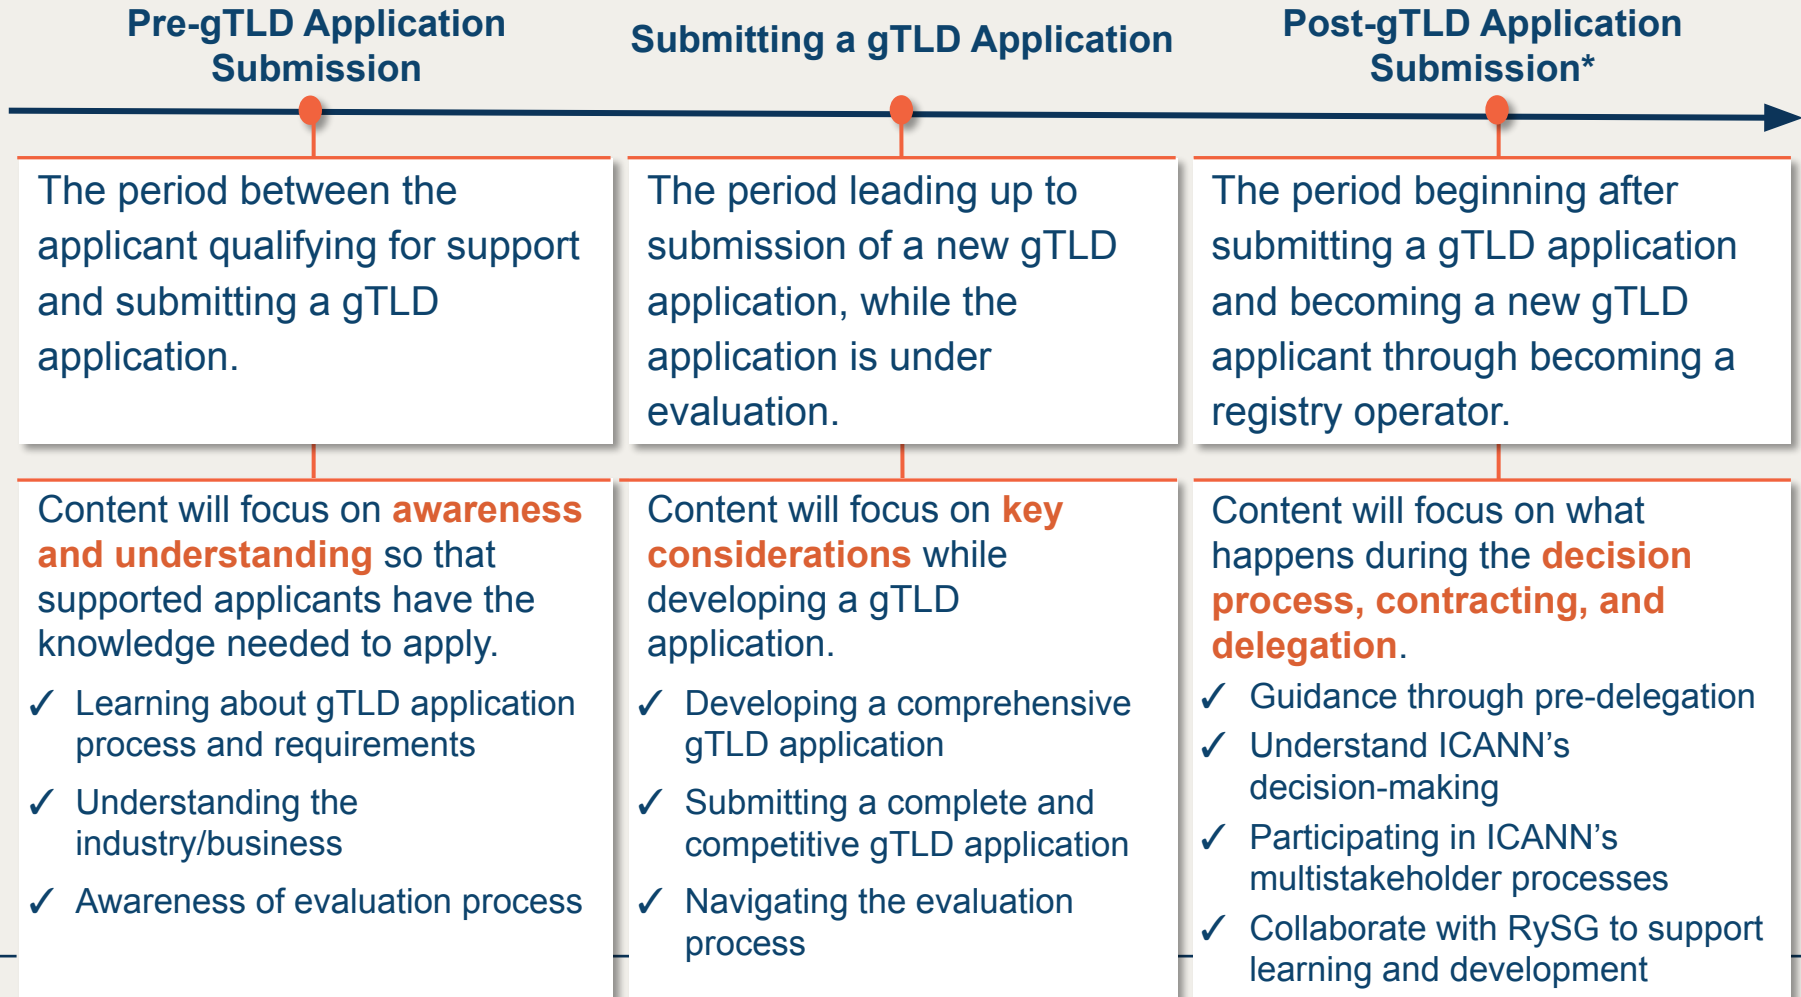 Pre-gTLD Application
Submission
Submitting a gTLD Application
Post-gTLD Application
Submission*
The period between the
applicant qualifying for support
and submitting a gTLD
application.
The period leading up to
submission of a new gTLD
application, while the
application is under
evaluation.
The period beginning after
submitting a gTLD application
and becoming a new gTLD
applicant through becoming a
registry operator.
Content will focus on awareness
and understanding so that
supported applicants have the
knowledge needed to apply.
✓ Learning about gTLD application
process and requirements
✓ Understanding the
industry/business
✓ Awareness of evaluation process
Content will focus on key
considerations while
developing a gTLD
application.
✓ Developing a comprehensive
gTLD application
✓ Submitting a complete and
competitive gTLD application
✓ Navigating the evaluation
process
Content will focus on what
happens during the decision
process, contracting, and
delegation.
✓ Guidance through pre-delegation
✓ Understand ICANN’s
decision-making
✓ Participating in ICANN’s
multistakeholder processes
✓ Collaborate with RySG to support
learning and development